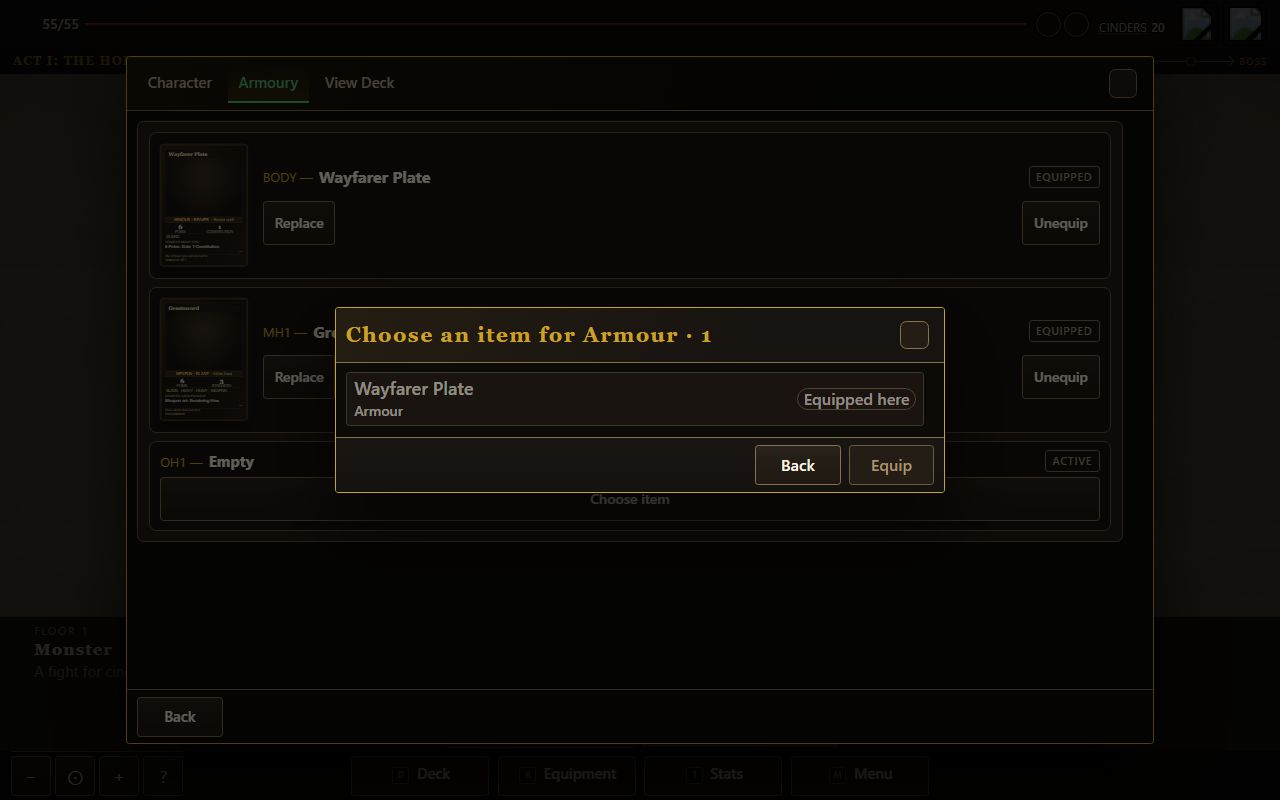 55/55
CINDERS 20
ACT I: THE HO
BOSS
Character
Armoury
View Deck
Wayfarer Plate
BODY — Wayfarer Plate
EQUIPPED
Replace
Unequip
Greatsword
MH1 — Gre
EQUIPPED
Replace
Unequip
Choose an item for Armour · 1
Wayfarer Plate
Armour
Equipped here
Back
Equip
OH1 — Empty
ACTIVE
Choose item
FLOOR 1
Monster
A fight for cin
Back
−
+
?
D Deck
R Equipment
T Stats
M Menu